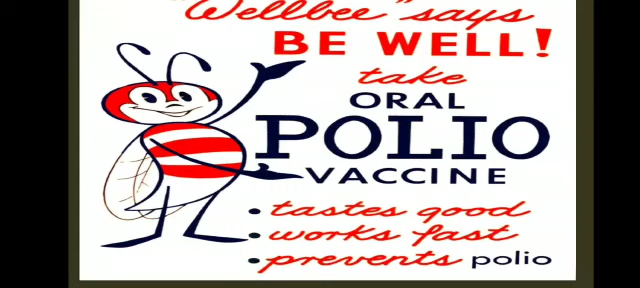 "Wellbee" says
BE WELL!
take
ORAL
POLIO
VACCINE
• tastes good
• works fast
• prevents polio